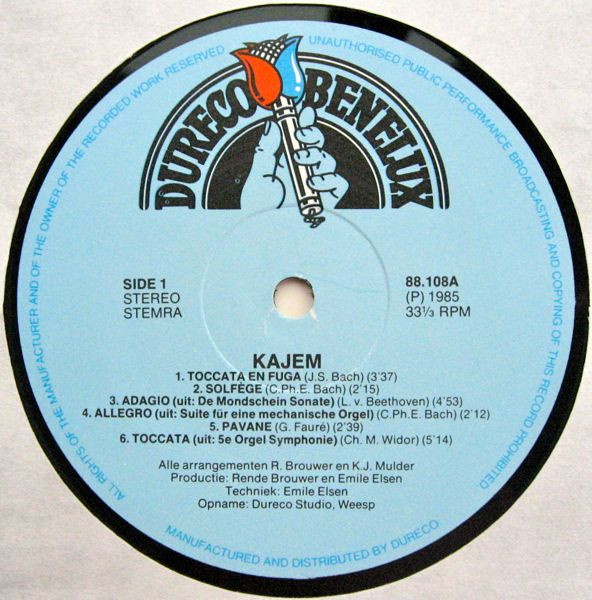 ALL RIGHTS OF THE MANUFACTURER AND OF THE OWNER OF THE RECORDED WORK RESERVED
UNAUTHORISED PUBLIC PERFORMANCE BROADCASTING AND COPYING OF THIS RECORD PROHIBITED
DURECO BENELUX
SIDE 1
STEREO
STEMRA
88.108A
(P) 1985
33⅓ RPM
KAJEM
1. TOCCATA EN FUGA (J.S. Bach) (3'37)
2. SOLFÈGE (C.Ph.E. Bach) (2'15)
3. ADAGIO (uit: De Mondschein Sonate) (L. v. Beethoven) (4'53)
4. ALLEGRO (uit: Suite für eine mechanische Orgel) (C.Ph.E. Bach) (2'12)
5. PAVANE (G. Fauré) (2'39)
6. TOCCATA (uit: 5e Orgel Symphonie) (Ch. M. Widor) (5'14)
Alle arrangementen R. Brouwer en K.J. Mulder
Productie: Rende Brouwer en Emile Elsen
Techniek: Emile Elsen
Opname: Dureco Studio, Weesp
MANUFACTURED AND DISTRIBUTED BY DURECO